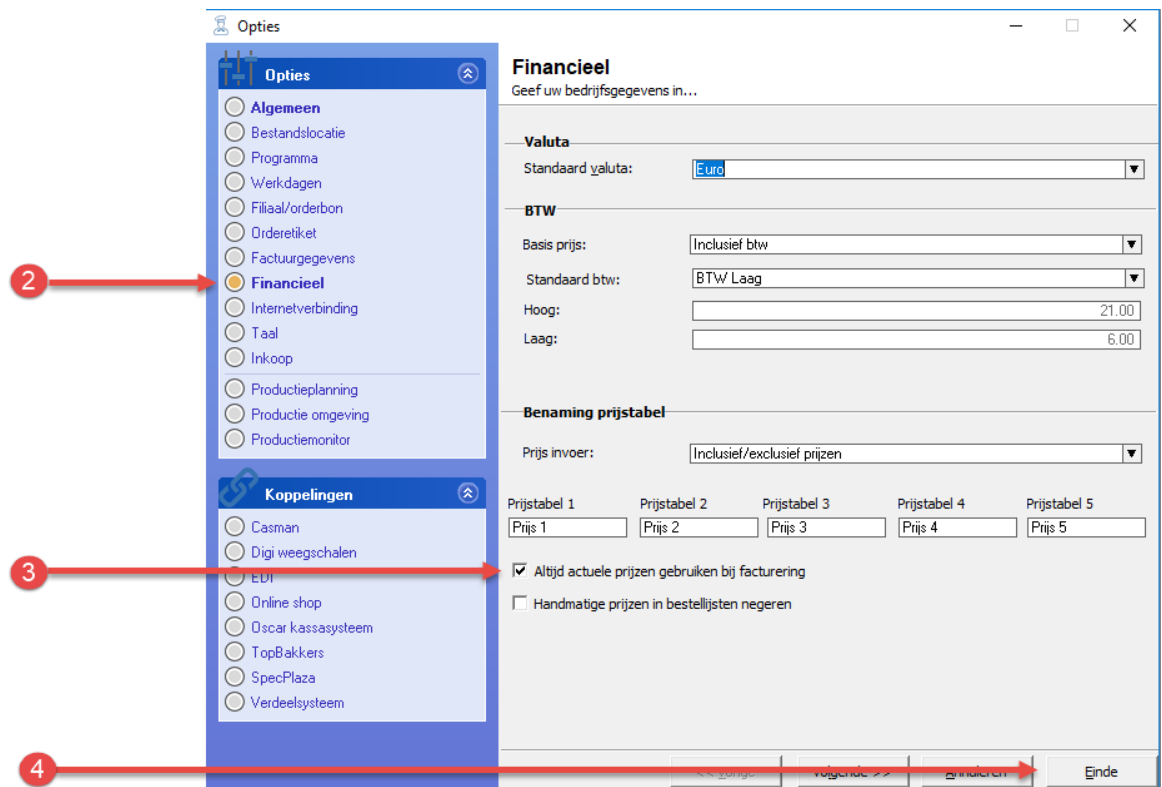 Opties
Opties
Algemeen
Bestandslocatie
Programma
Werkdagen
Filiaal/orderbon
Orderetiket
Factuurgegevens
2
Financieel
Internetverbinding
Taal
Inkoop
Productieplanning
Productie omgeving
Productiemonitor
Koppelingen
Casman
Digi weegschalen
3
EDI
Online shop
Oscar kassasysteem
TopBakkers
SpecPlaza
Verdeelsysteem
Financieel
Geef uw bedrijfsgegevens in...
Valuta
Standaard valuta: Euro
BTW
Basis prijs: Inclusief btw
Standaard btw: BTW Laag
Hoog: 21.00
Laag: 6.00
Benaming prijstabel
Prijs invoer: Inclusief/exclusief prijzen
Prijstabel 1 Prijstabel 2 Prijstabel 3 Prijstabel 4 Prijstabel 5
Prijs 1 Prijs 2 Prijs 3 Prijs 4 Prijs 5
Altijd actuele prijzen gebruiken bij facturering
Handmatige prijzen in bestellijsten negeren
4
<< Vorige Volgende >> Annuleren Einde